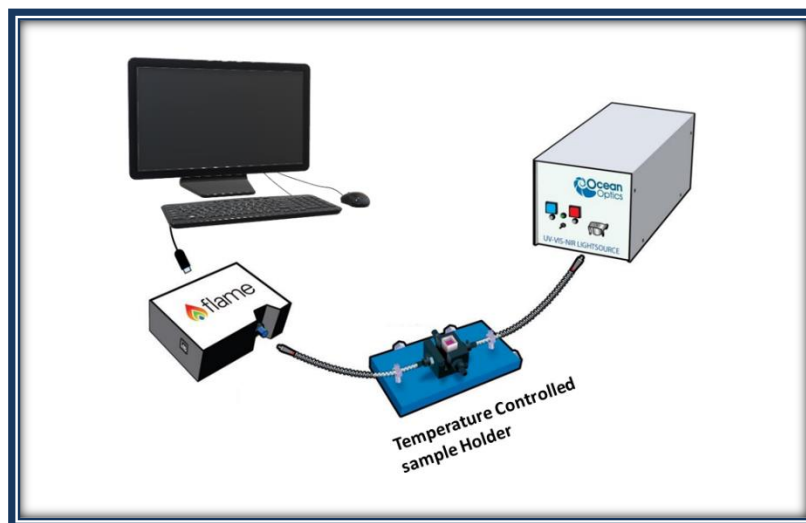 Ocean
Optics
UV-VIS-NIR LIGHTSOURCE
flame
Temperature Controlled
sample Holder